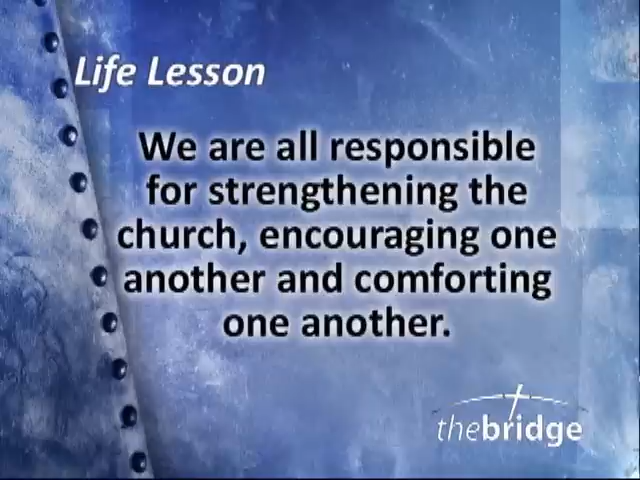 Life Lesson
We are all responsible
for strengthening the
church, encouraging one
another and comforting
one another.
thebridge